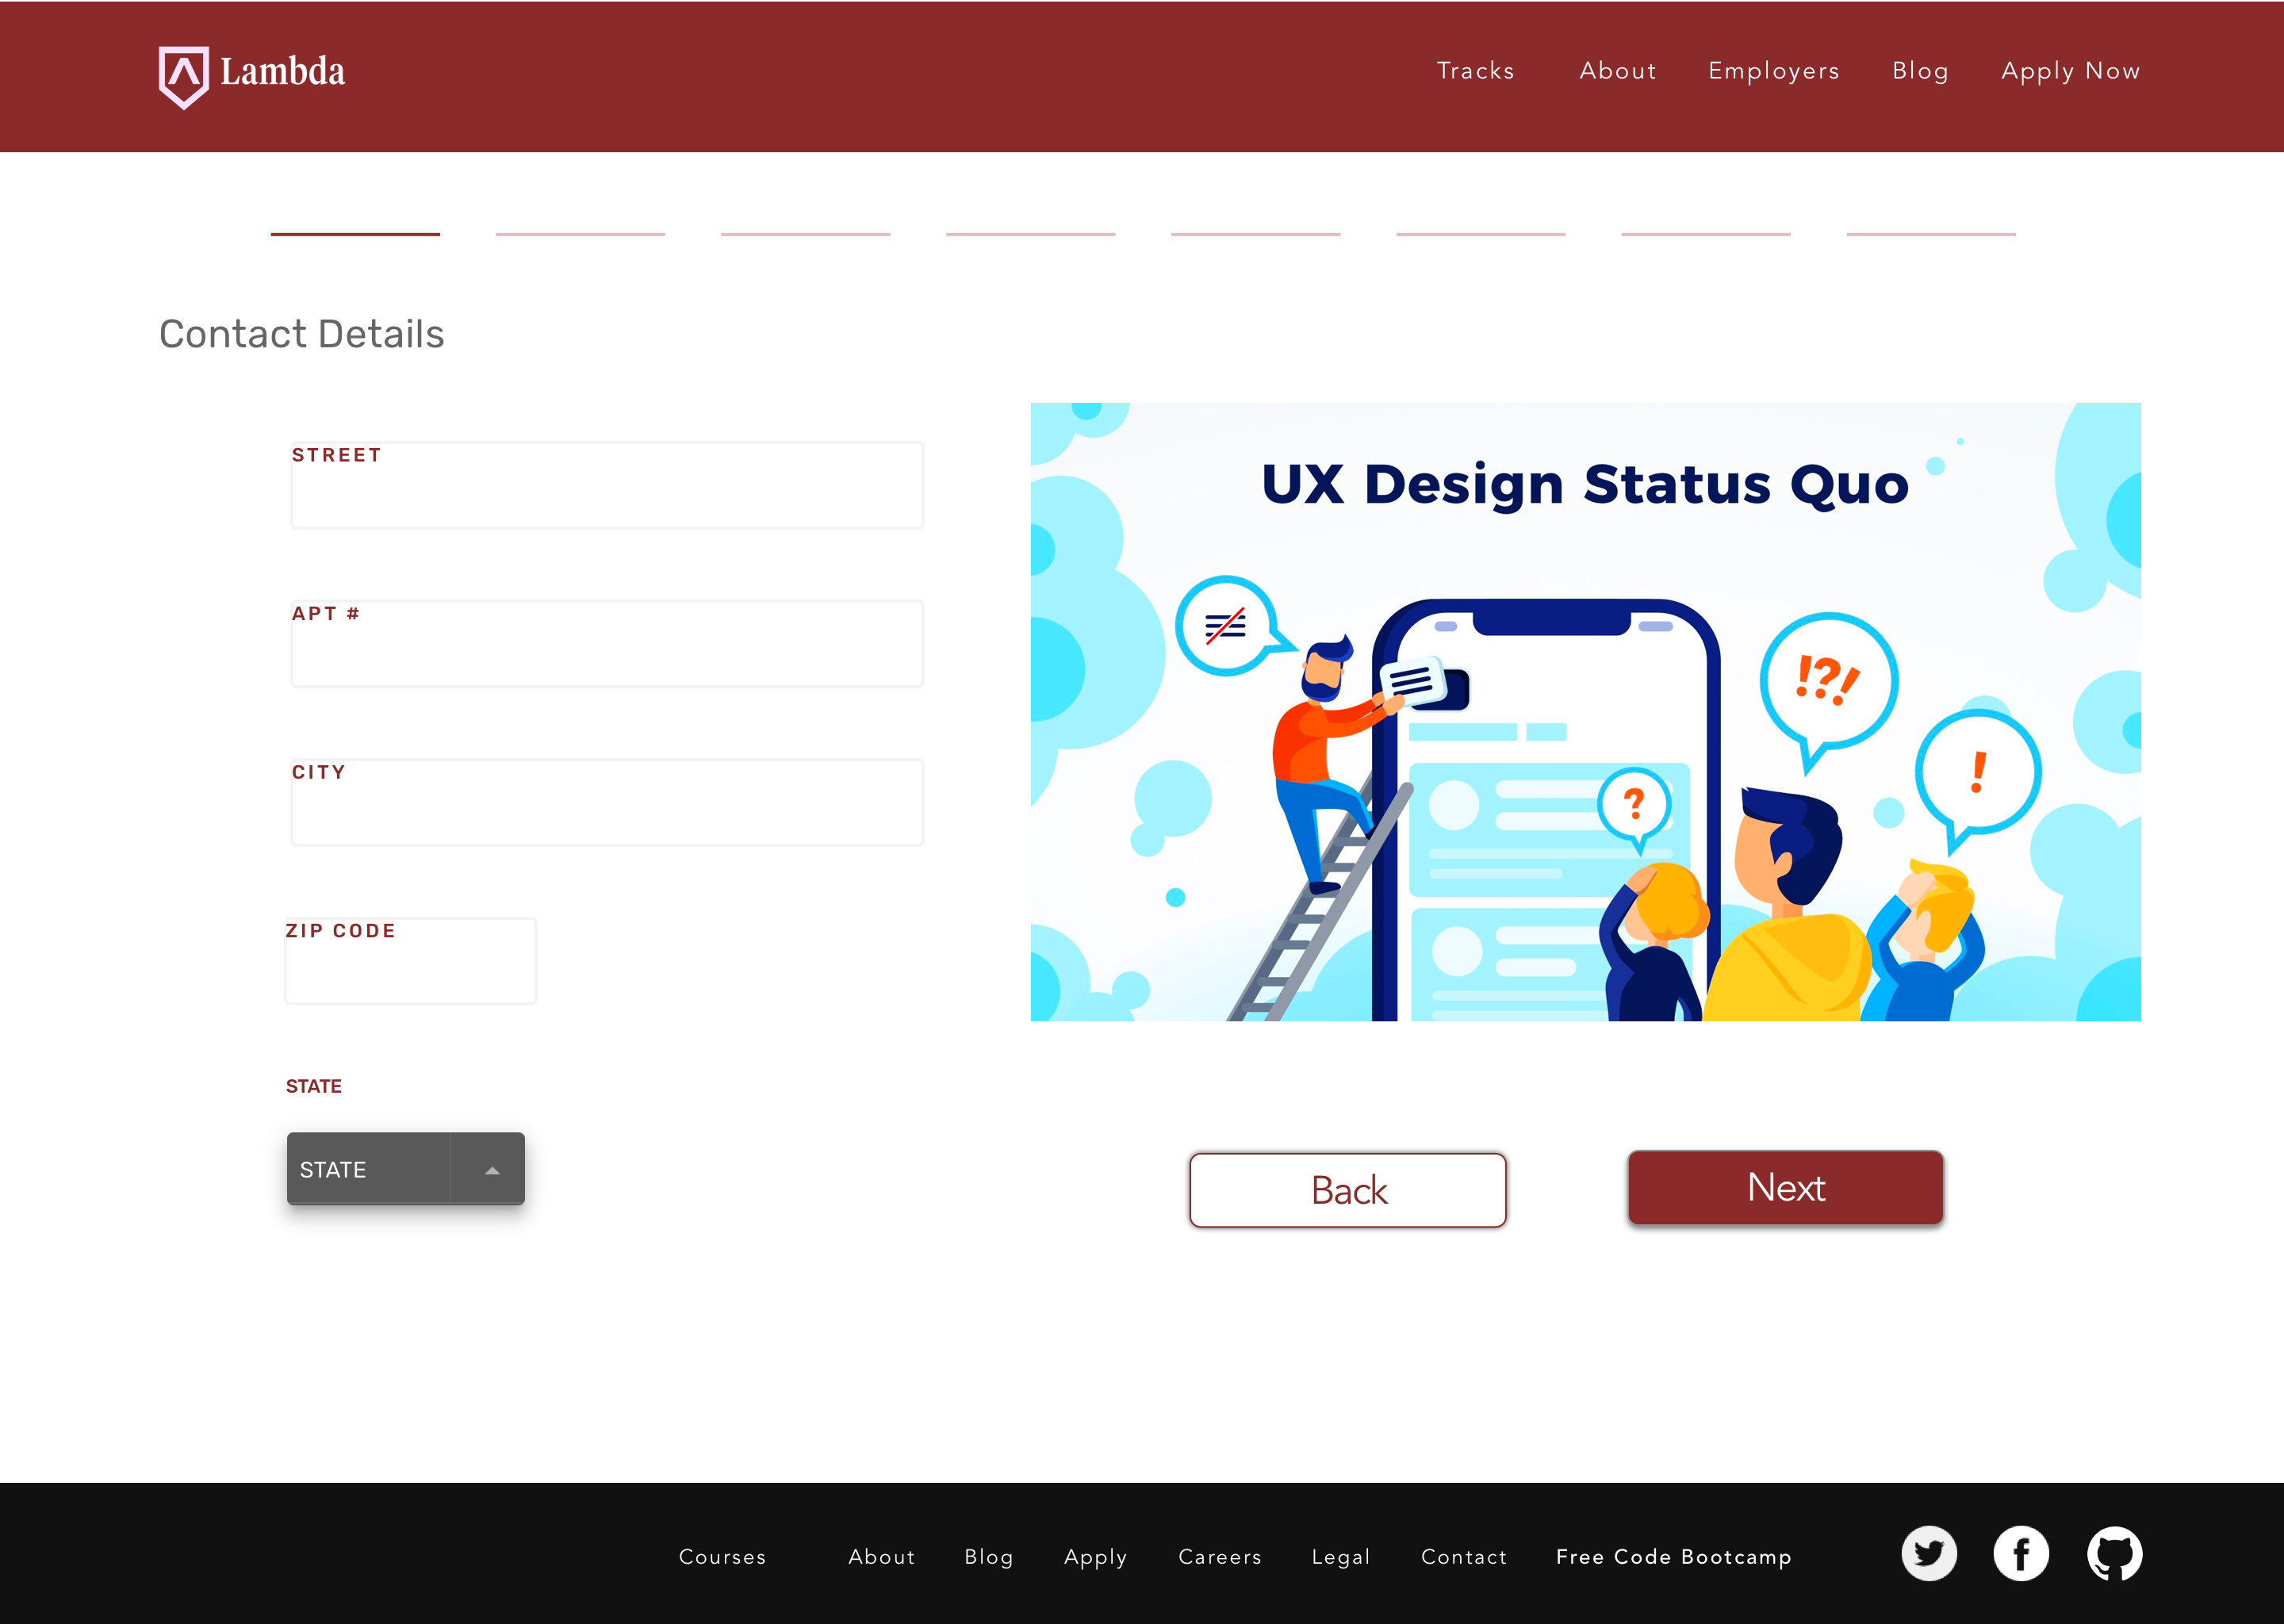 Lambda
Tracks About Employers Blog Apply Now
Contact Details
STREET
APT #
CITY
ZIP CODE
STATE
STATE
UX Design Status Quo
!?!
?
!
Back
Next
Courses About Blog Apply Careers Legal Contact Free Code Bootcamp